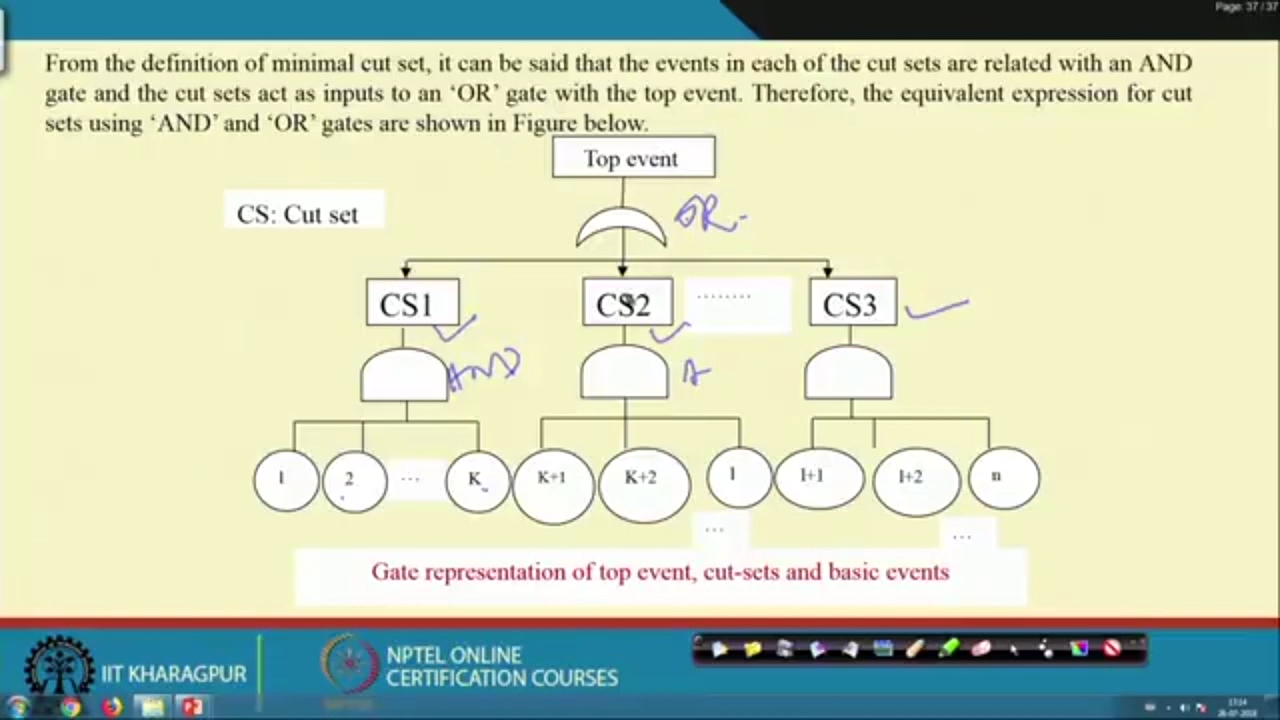 Page: 37 / 37
From the definition of minimal cut set, it can be said that the events in each of the cut sets are related with an AND
gate and the cut sets act as inputs to an ‘OR’ gate with the top event. Therefore, the equivalent expression for cut
sets using ‘AND’ and ‘OR’ gates are shown in Figure below.
Top event
CS: Cut set
OR
CS1 CS2 ........ CS3
AND A
1 2 ... K K+1 K+2 l l+1 l+2 n
... ...
Gate representation of top event, cut-sets and basic events
IIT KHARAGPUR
NPTEL ONLINE
CERTIFICATION COURSES